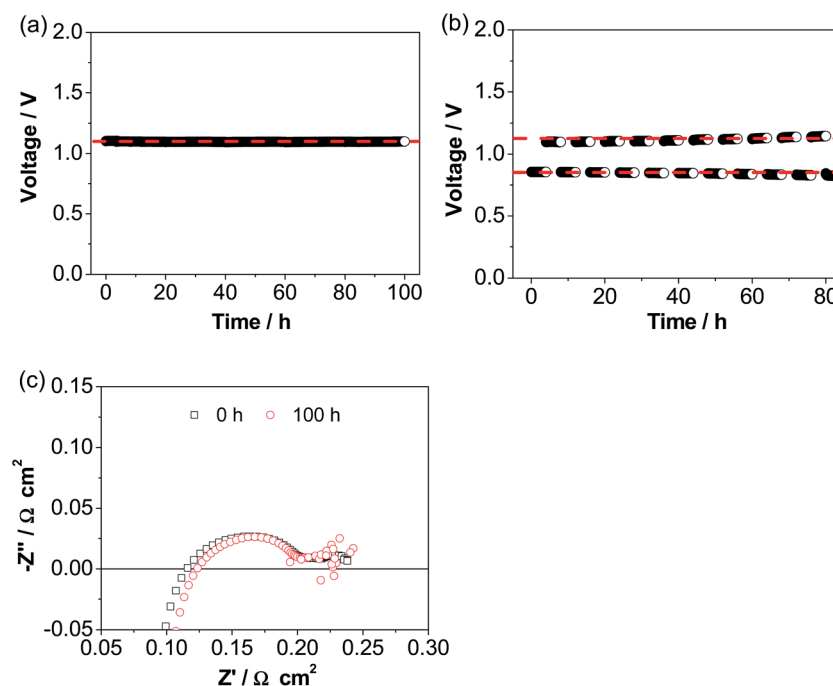 (a)
2.0
1.5
1.0
0.5
0.0
Voltage / V
0 20 40 60 80 100
Time / h
(b)
2.0
1.5
1.0
0.5
0.0
Voltage / V
0 20 40 60 80
Time / h
(c)
0.15
0.10
0.05
0.00
-0.05
-Z'' / Ω cm²
0 h 100 h
0.05 0.10 0.15 0.20 0.25 0.30
Z' / Ω cm²